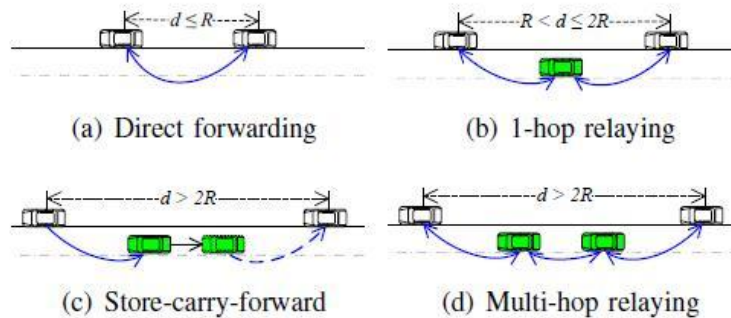 d ≤ R
R < d ≤ 2R
(a) Direct forwarding
(b) 1-hop relaying
d > 2R
d > 2R
(c) Store-carry-forward
(d) Multi-hop relaying